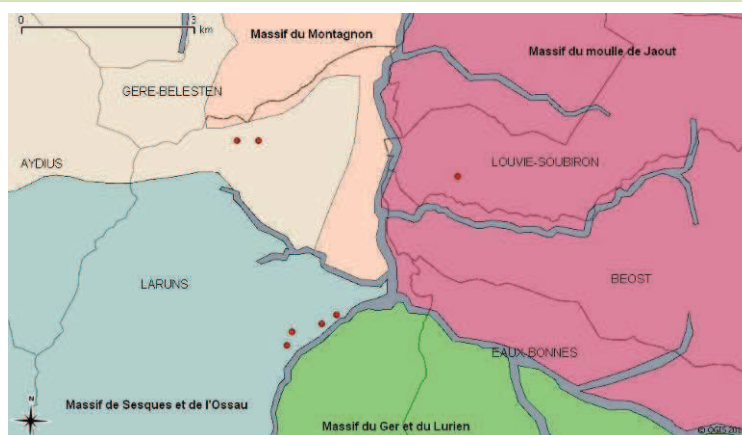 0 3
km
Massif du Montagnon
Massif du moulle de Jaout
GERE-BELESTEN
AYDIUS
LOUVIE-SOUBIRON
LARUNS
BEOST
EAUX-BONNES
N
Massif de Sesques et de l'Ossau
Massif du Ger et du Lurien